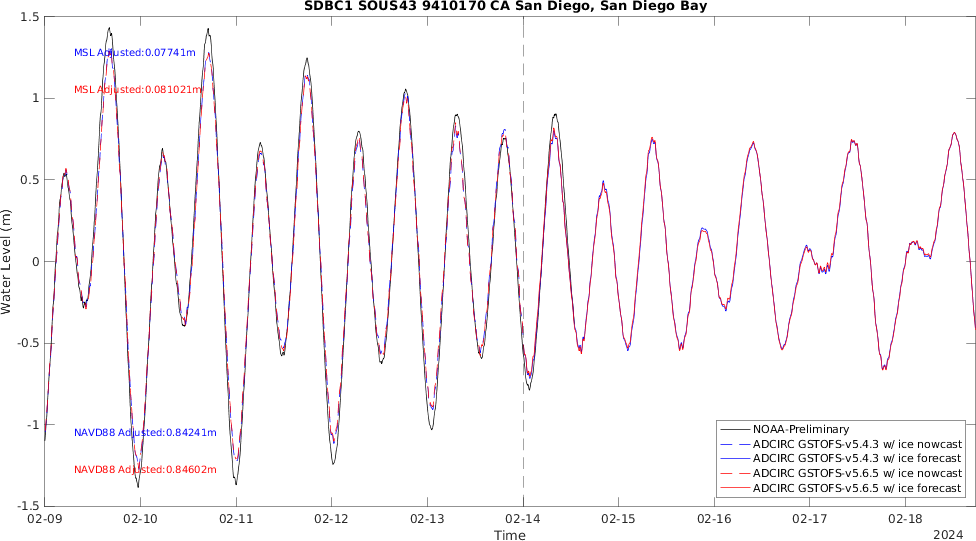 SDBC1 SOUS43 9410170 CA San Diego, San Diego Bay
1.5
MSL Adjusted:0.07741m
MSL Adjusted:0.081021m
1
0.5
Water Level (m)
0
-0.5
-1
NAVD88 Adjusted:0.84241m
NAVD88 Adjusted:0.84602m
-1.5
NOAA-Preliminary
ADCIRC GSTOFS-v5.4.3 w/ ice nowcast
ADCIRC GSTOFS-v5.4.3 w/ ice forecast
ADCIRC GSTOFS-v5.6.5 w/ ice nowcast
ADCIRC GSTOFS-v5.6.5 w/ ice forecast
02-09 02-10 02-11 02-12 02-13 02-14 02-15 02-16 02-17 02-18
Time
2024